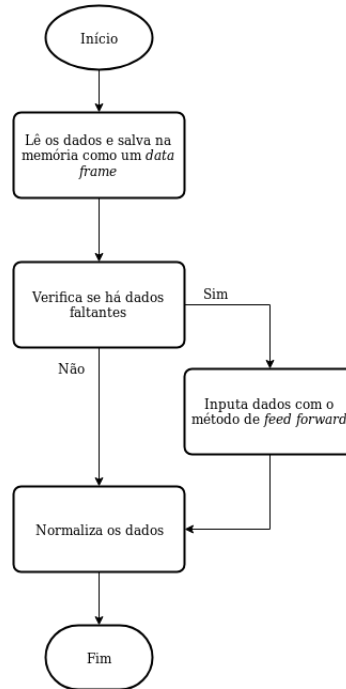 Início
Lê os dados e salva na
memória como um data
frame
Verifica se há dados
faltantes
Sim
Não
Inputa dados com o
método de feed forward
Normaliza os dados
Fim